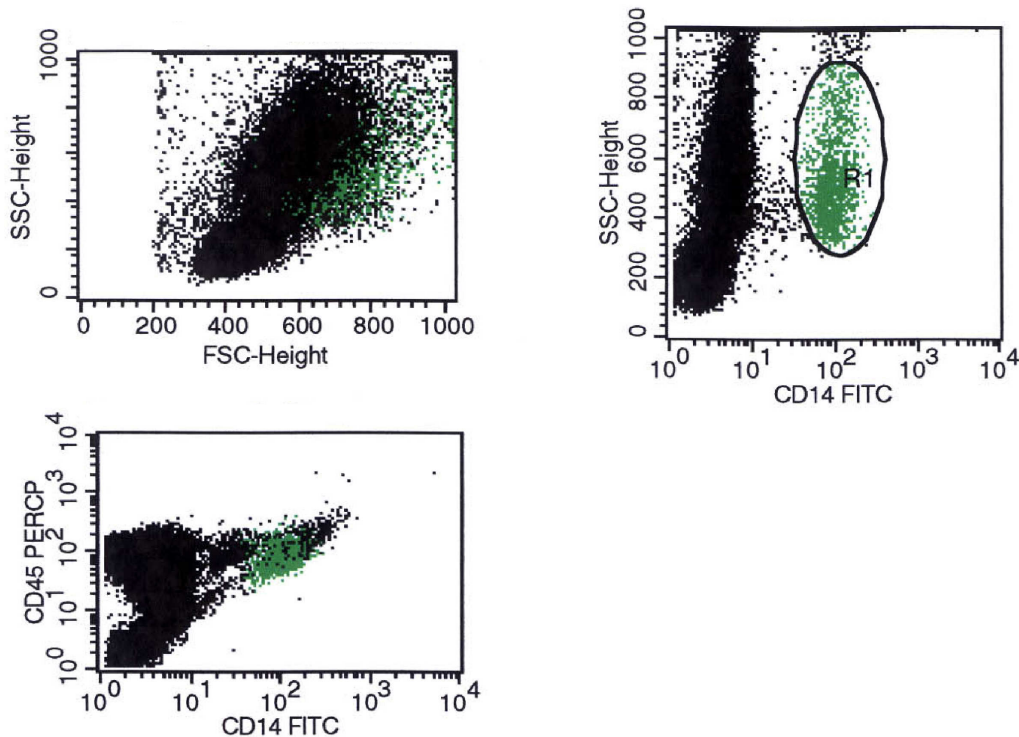 1000
SSC-Height
0
0 200 400 600 800 1000
FSC-Height
1000
800
SSC-Height
600
400
200
0
R1
10^0 10^1 10^2 10^3 10^4
CD14 FITC
10^4
10^3
CD45 PERCP
10^2
10^1
10^0
10^0 10^1 10^2 10^3 10^4
CD14 FITC